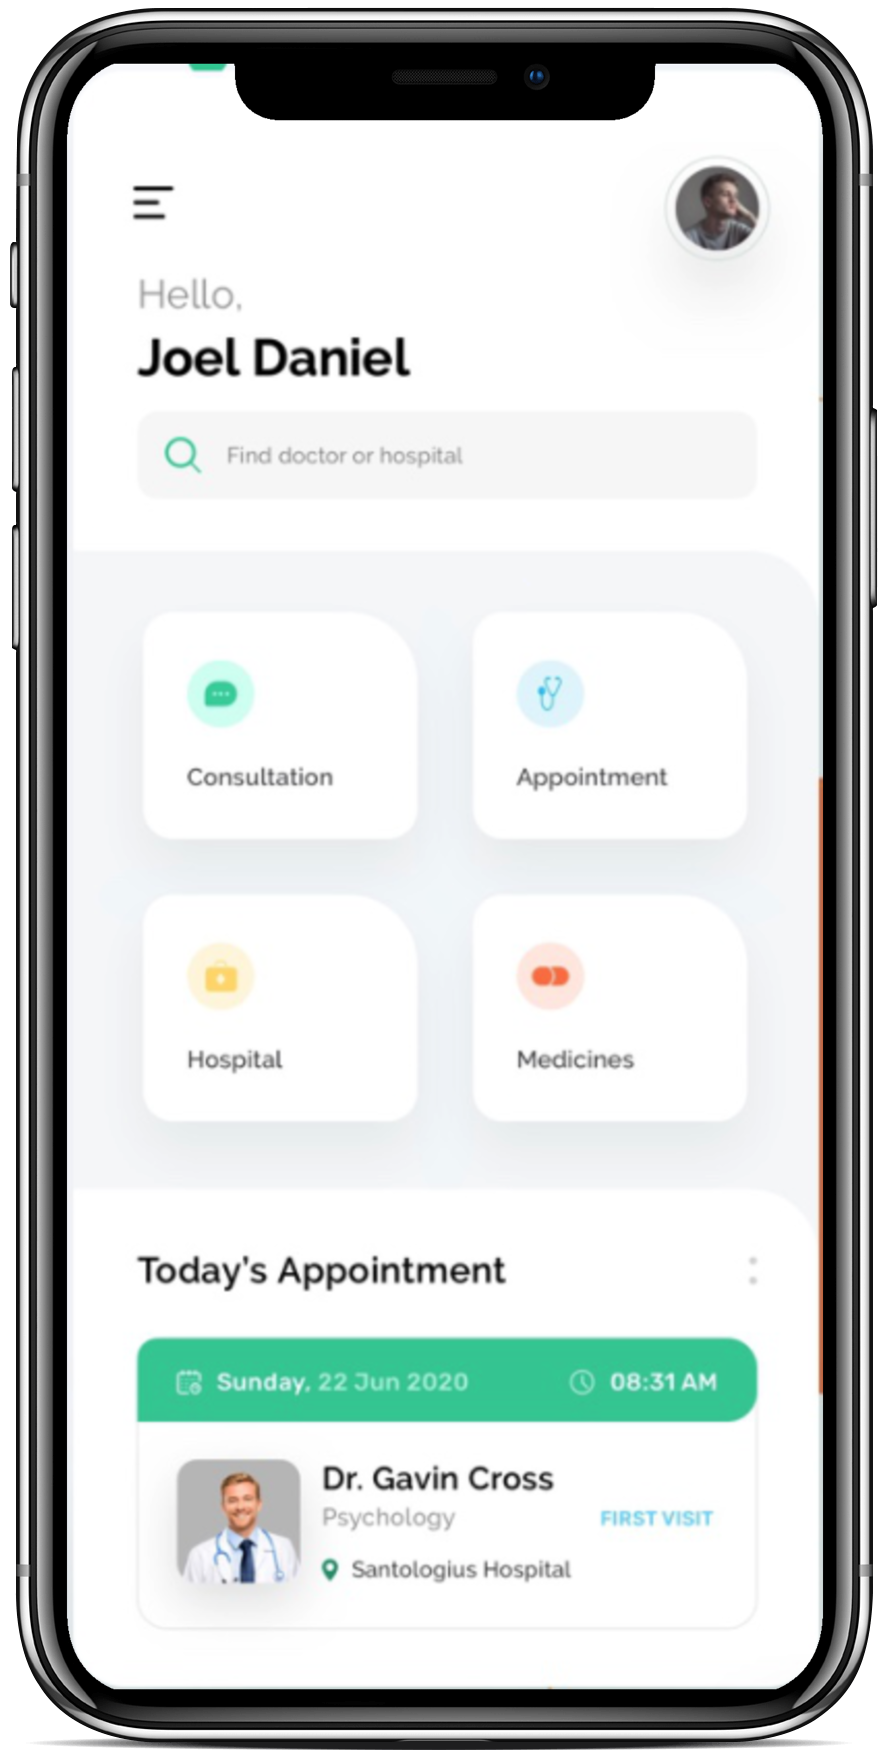 Hello,
Joel Daniel
Find doctor or hospital
Consultation
Appointment
Hospital
Medicines
Today's Appointment
Sunday, 22 Jun 2020
08:31 AM
Dr. Gavin Cross
Psychology
FIRST VISIT
Santologius Hospital